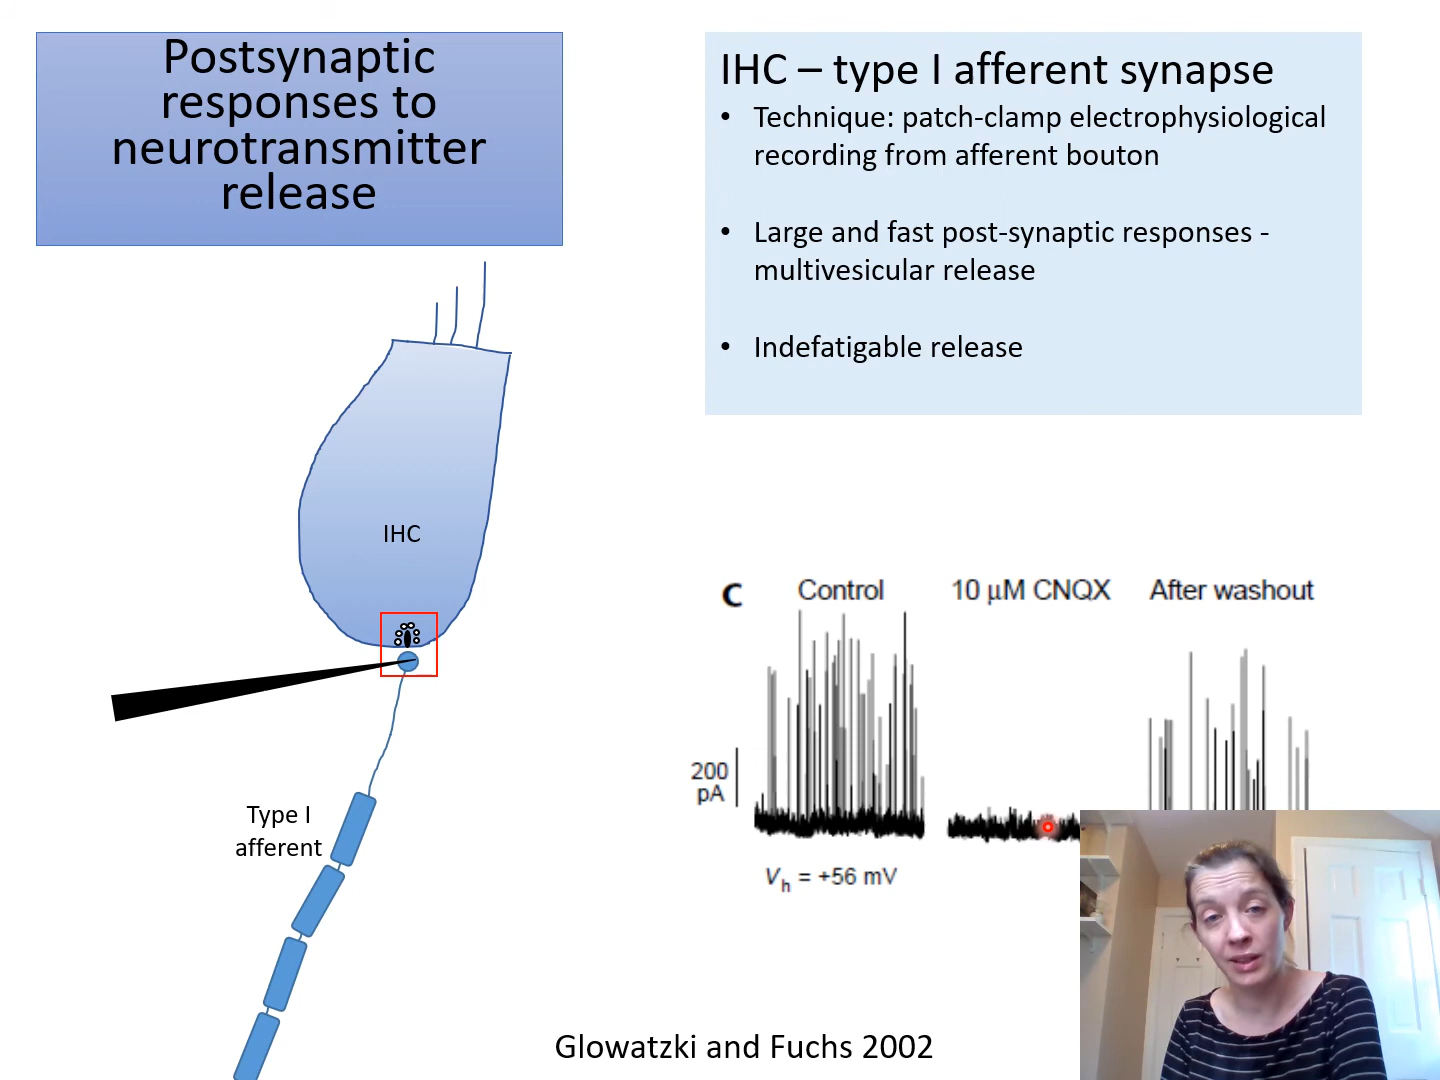 Postsynaptic
responses to
neurotransmitter
release
IHC – type I afferent synapse
• Technique: patch-clamp electrophysiological
recording from afferent bouton
• Large and fast post-synaptic responses -
multivesicular release
• Indefatigable release
IHC
Type I
afferent
C Control 10 µM CNQX After washout
200
pA
Vh = +56 mV
Glowatzki and Fuchs 2002